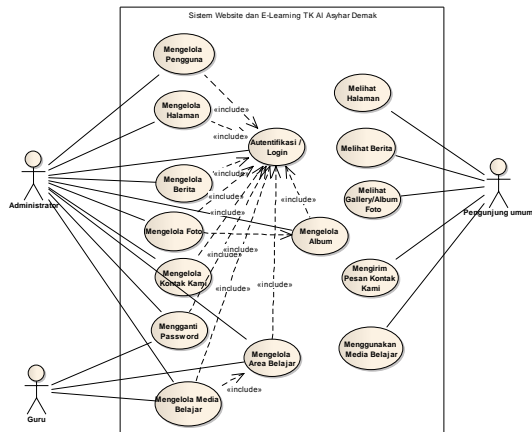 Sistem Website dan E-Learning TK Al Asyhar Demak
Mengelola
Pengguna
«include»
Mengelola
Halaman
«include»
Autentifikasi /
Login
Mengelola
Berita
«include»
Mengelola Foto
«include»
Mengelola
Album
«include»
«include»
Mengelola
Kontak Kami
«include»
Mengganti
Password
«include»
«include»
Mengelola
Area Belajar
«include»
Mengelola Media
Belajar
«include»
Administrator
Guru
Melihat
Halaman
Melihat Berita
Melihat
Gallery/Album
Foto
Mengirim
Pesan Kontak
Kami
Menggunakan
Media Belajar
Pengunjung umum